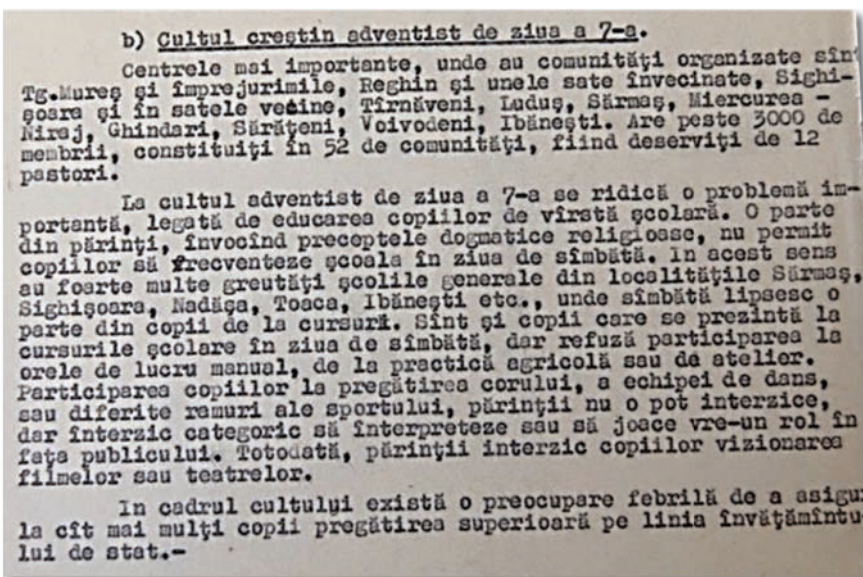 b) Cultul creştin adventist de ziua a 7-a.
Centrele mai importante, unde au comunităţi organizate sîn
Tg.Mureş şi împrejurimile, Reghin şi unele sate învecinate, Sighi-
şoara şi în satele vecine, Tîrnăveni, Luduş, Sărmaş, Miercurea -
Niraj, Ghindari, Sărăţeni, Voivodeni, Ibăneşti. Are peste 3000 de
membrii, constituiţi în 52 de comunităţi, fiind deserviţi de 12
pastori.
La cultul adventist de ziua a 7-a se ridică o problemă im-
portantă, legată de educarea copiilor de vîrstă şcolară. O parte
din părinţi, învocînd preceptele dogmatice religioase, nu permit
copiilor să frecventeze şcoala în ziua de sîmbătă. In acest sens
au foarte multe greutăţi şcolile generale din localităţile Sărmaş,
Sighişoara, Nadăşa, Toaca, Ibăneşti etc., unde sîmbătă lipsesc o
parte din copii de la cursuri. Sînt şi copii care se prezintă la
cursurile şcolare în ziua de sîmbătă, dar refuză participarea la
orele de lucru manual, de la practică agricolă sau de atelier.
Participarea copiilor la pregătirea corului, a echipei de dans,
sau diferite ramuri ale sportului, părinţii nu o pot interzice,
dar interzic categoric să interpreteze sau să joace vre-un rol în
faţa publicului. Totodată, părinţii interzic copiilor vizionarea
filmelor sau teatrelor.
In cadrul cultului există o preocupare febrilă de a asigu
la cît mai mulţi copii pregătirea superioară pe linia învăţămîntu-
lui de stat.-